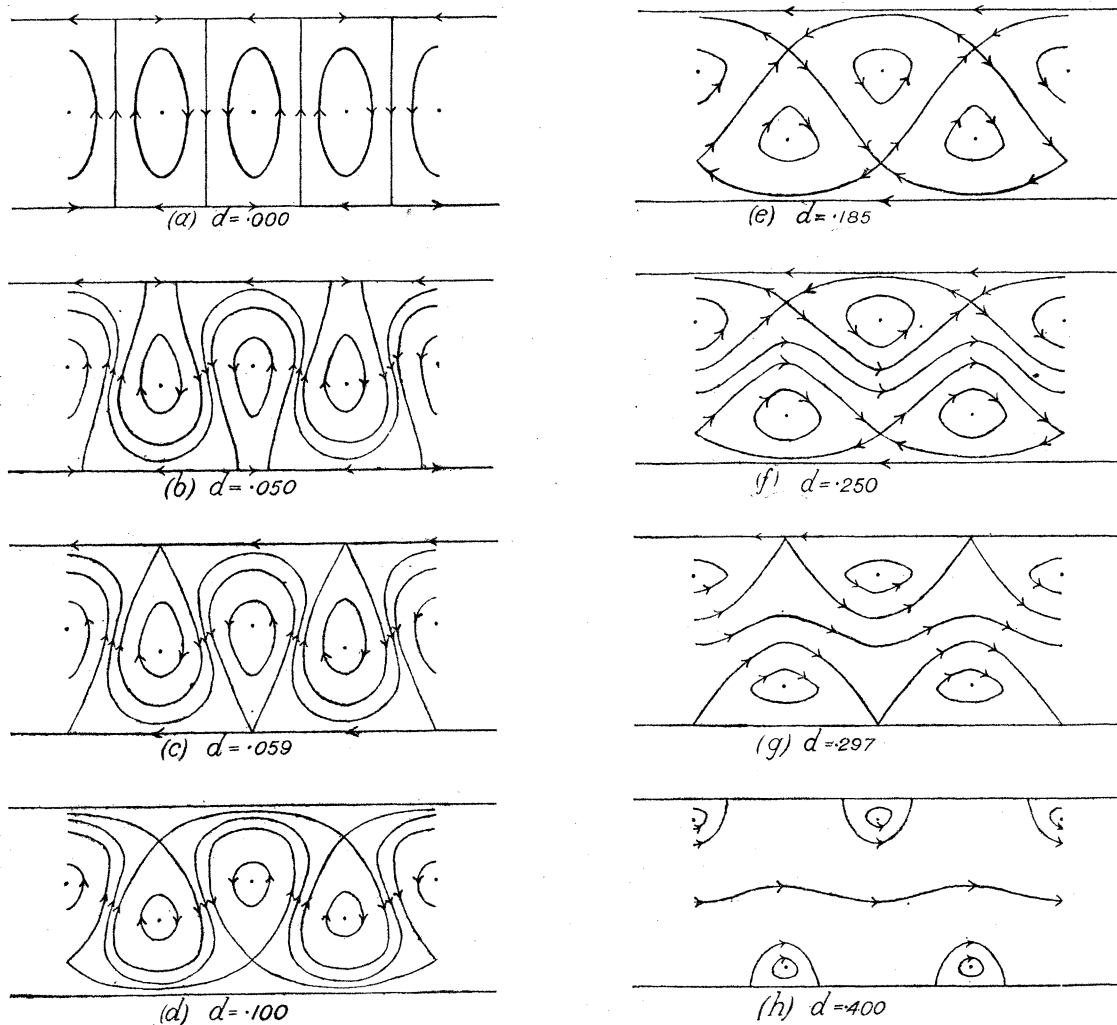 (a) d = ·000
(b) d = ·050
(c) d = ·059
(d) d = ·100
(e) d = ·185
(f) d = ·250
(g) d = ·297
(h) d = ·400